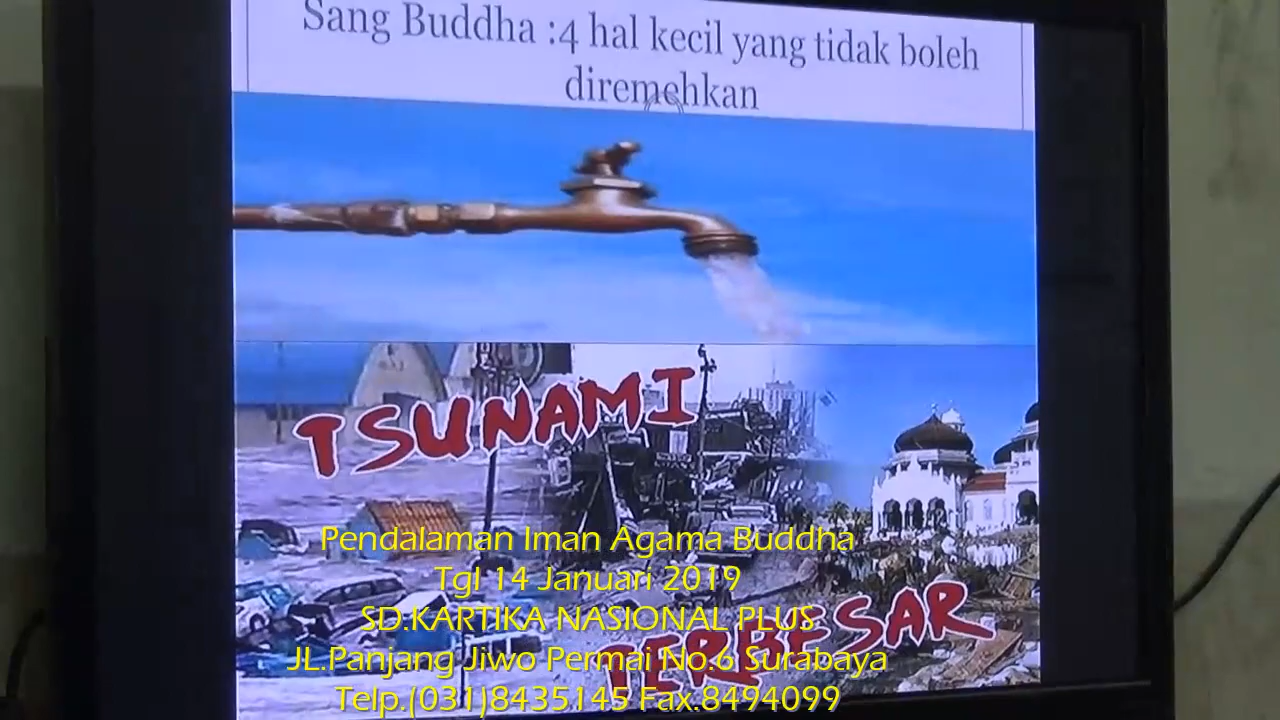 Sang Buddha :4 hal kecil yang tidak boleh
diremehkan
TSUNAMI
Pendalaman Iman Agama Buddha
Tgl 14 Januari 2019
SD.KARTIKA NASIONAL PLUS
TERBESAR
JL.Panjang Jiwo Permai No.6 Surabaya
Telp.(031)8435145 Fax.8494099